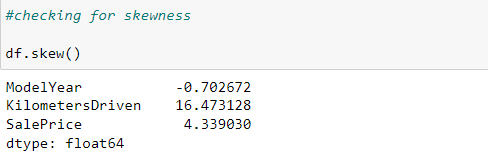 #checking for skewness
df.skew()
ModelYear -0.702672
KilometersDriven 16.473128
SalePrice 4.339030
dtype: float64